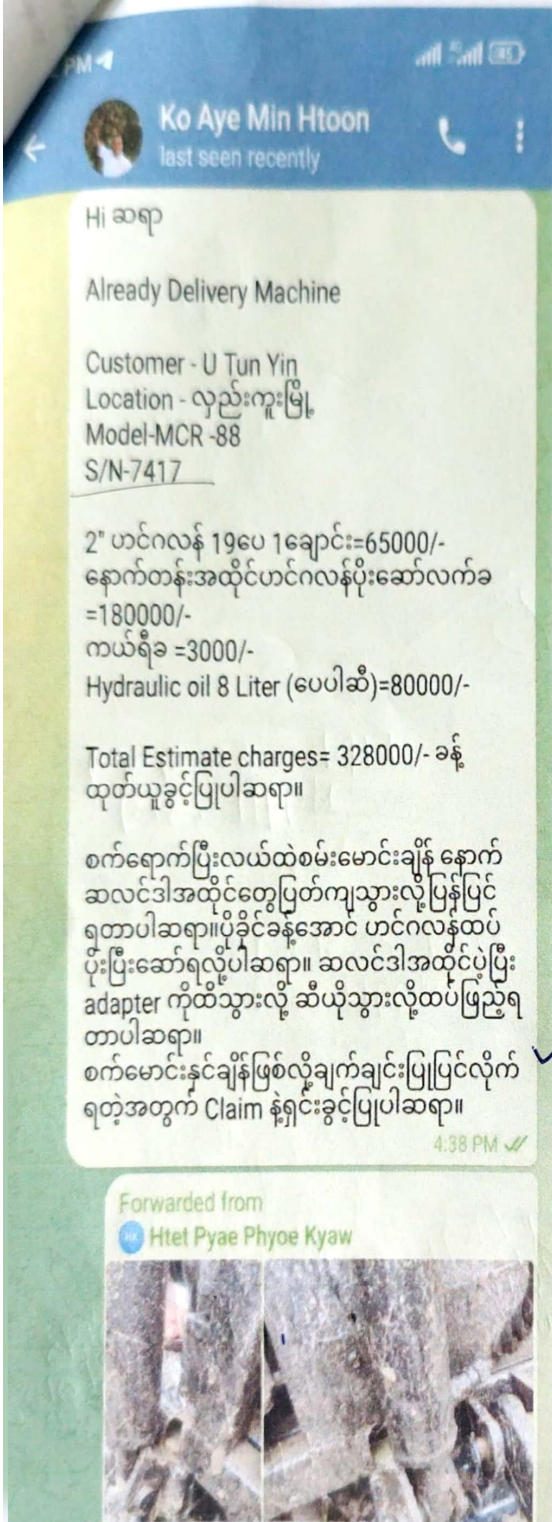 PM
Ko Aye Min Htoon
last seen recently
Hi ဆရာ
Already Delivery Machine
Customer - U Tun Yin
Location - လှည်းကူးမြို့
Model-MCR -88
S/N-7417
2" ဟင်ဂလန် 19ပေ 1ချောင်း=65000/-
နောက်တန်းအထိုင်ဟင်ဂလန်ပိုးဆော်လက်ခ
=180000/-
ကယ်ရီခ =3000/-
Hydraulic oil 8 Liter (ပေပါဆီ)=80000/-
Total Estimate charges= 328000/- ခန့်
ထုတ်ယူခွင့်ပြုပါဆရာ။
စက်ရောက်ပြီးလယ်ထဲစမ်းမောင်းချိန် နောက်
ဆလင်ဒါအထိုင်တွေပြတ်ကျသွားလို့ပြန်ပြင်
ရတာပါဆရာ။ပိုခိုင်ခန့်အောင် ဟင်ဂလန်ထပ်
ပိုးပြီးဆော်ရလို့ပါဆရာ။ ဆလင်ဒါအထိုင်ပဲ့ပြီး
adapter ကိုထိသွားလို့ ဆီယိုသွားလို့ထပ်ဖြည့်ရ
တာပါဆရာ။
စက်မောင်းနှင်ချိန်ဖြစ်လို့ချက်ချင်းပြုပြင်လိုက်
ရတဲ့အတွက် Claim နဲ့ရှင်းခွင့်ပြုပါဆရာ။
4:38 PM
Forwarded from
HK Htet Pyae Phyoe Kyaw